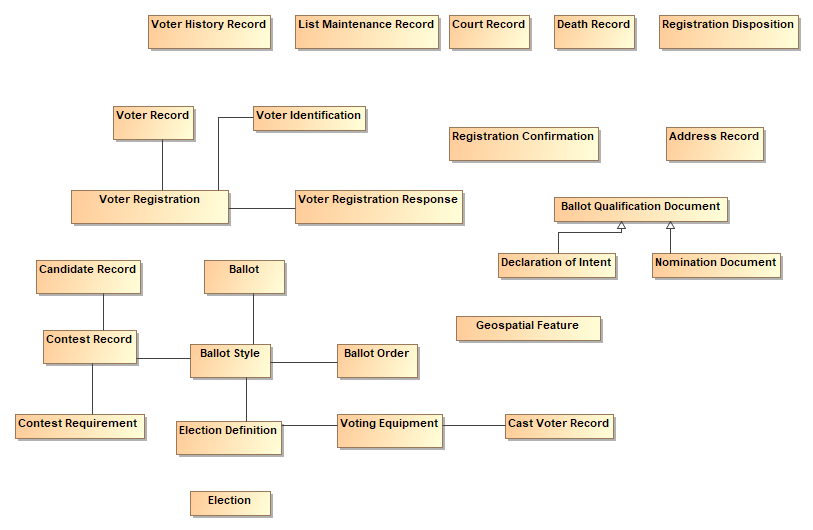 Voter History Record
List Maintenance Record
Court Record
Death Record
Registration Disposition
Voter Record
Voter Identification
Registration Confirmation
Address Record
Voter Registration
Voter Registration Response
Ballot Qualification Document
Declaration of Intent
Nomination Document
Candidate Record
Ballot
Geospatial Feature
Contest Record
Ballot Style
Ballot Order
Contest Requirement
Election Definition
Voting Equipment
Cast Voter Record
Election